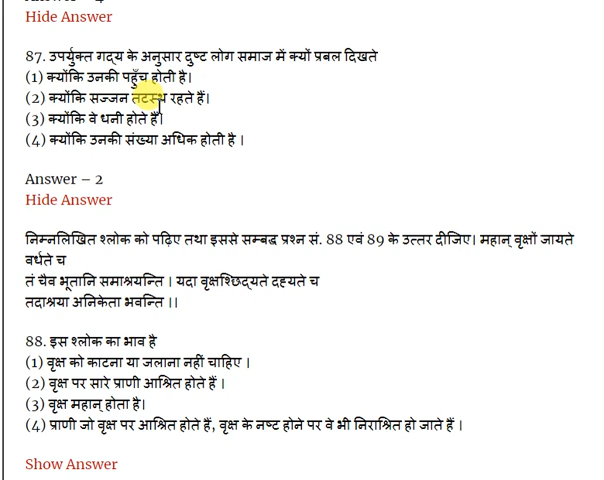 Hide Answer
87. उपर्युक्त गद्य के अनुसार दुष्ट लोग समाज में क्यों प्रबल दिखते
(1) क्योंकि उनकी पहुँच होती है।
(2) क्योंकि सज्जन तटस्थ रहते हैं।
(3) क्योंकि वे धनी होते हैं।
(4) क्योंकि उनकी संख्या अधिक होती है ।
Answer – 2
Hide Answer
निम्नलिखित श्लोक को पढ़िए तथा इससे सम्बद्ध प्रश्न सं. 88 एवं 89 के उत्तर दीजिए। महान् वृक्षों जायते
वर्धते च
तं चैव भूतानि समाश्रयन्ति । यदा वृक्षश्छिद्यते दह्यते च
तदाश्रया अनिकेता भवन्ति ।।
88. इस श्लोक का भाव है
(1) वृक्ष को काटना या जलाना नहीं चाहिए ।
(2) वृक्ष पर सारे प्राणी आश्रित होते हैं ।
(3) वृक्ष महान् होता है।
(4) प्राणी जो वृक्ष पर आश्रित होते हैं, वृक्ष के नष्ट होने पर वे भी निराश्रित हो जाते हैं ।
Show Answer